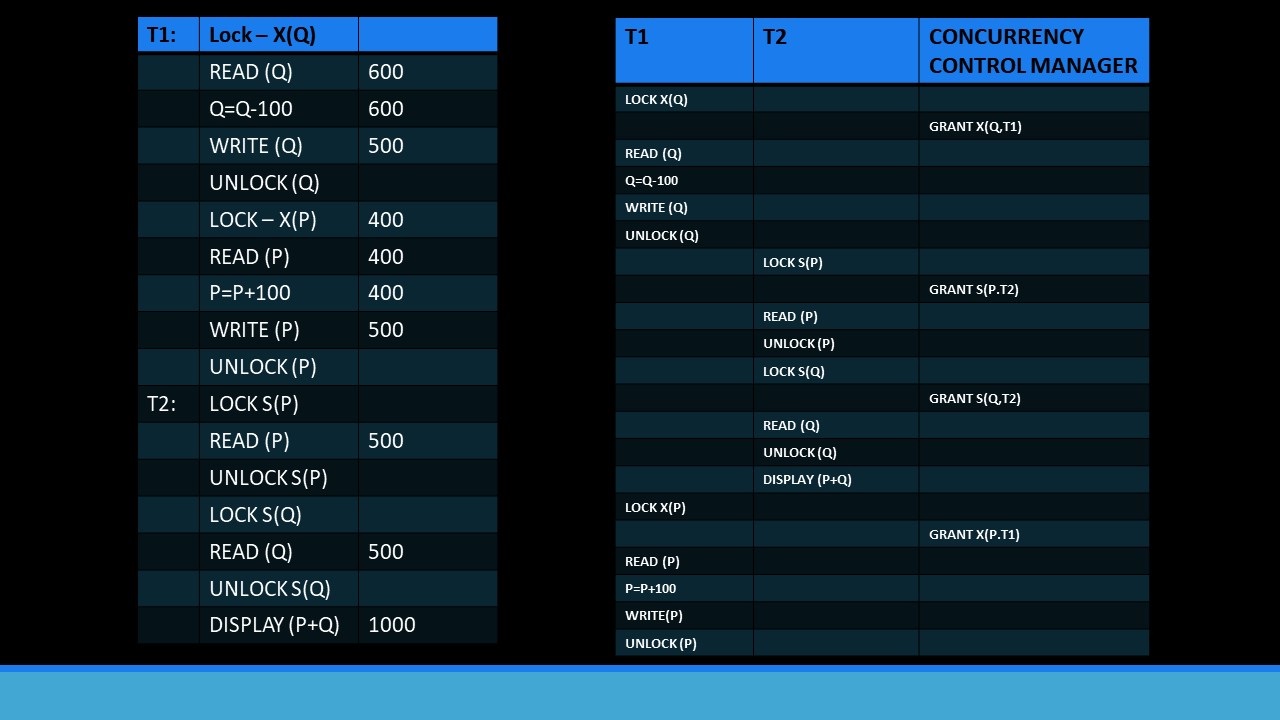 T1: Lock – X(Q)
READ (Q) 600
Q=Q-100 600
WRITE (Q) 500
UNLOCK (Q)
LOCK – X(P) 400
READ (P) 400
P=P+100 400
WRITE (P) 500
UNLOCK (P)
T2: LOCK S(P)
READ (P) 500
UNLOCK S(P)
LOCK S(Q)
READ (Q) 500
UNLOCK S(Q)
DISPLAY (P+Q) 1000
T1 T2 CONCURRENCY
CONTROL MANAGER
LOCK X(Q)
GRANT X(Q,T1)
READ (Q)
Q=Q-100
WRITE (Q)
UNLOCK (Q)
LOCK S(P)
GRANT S(P.T2)
READ (P)
UNLOCK (P)
LOCK S(Q)
GRANT S(Q,T2)
READ (Q)
UNLOCK (Q)
DISPLAY (P+Q)
LOCK X(P)
GRANT X(P.T1)
READ (P)
P=P+100
WRITE(P)
UNLOCK (P)